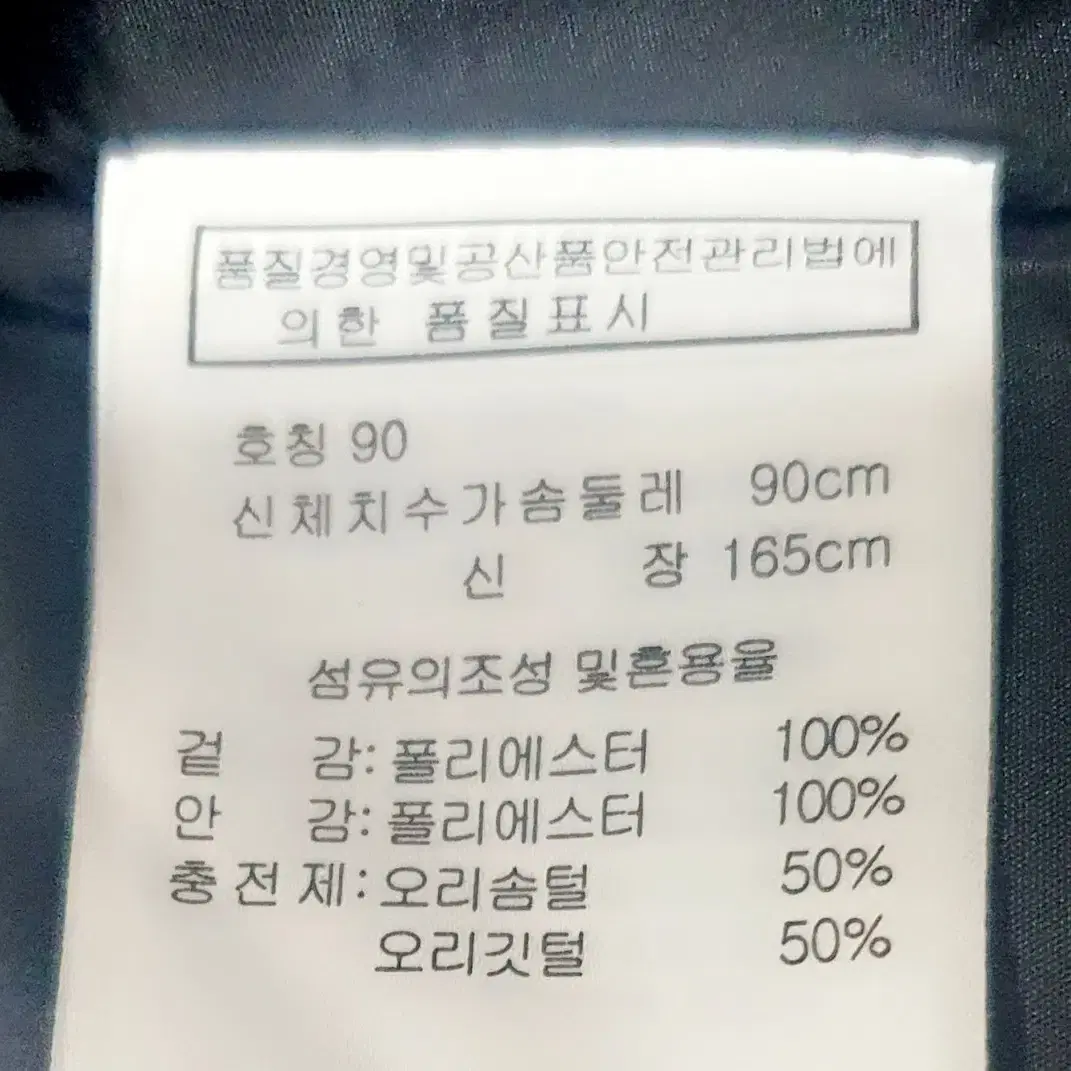 품질경영및공산품안전관리법에
의한 품질표시
호칭 90
신체치수가슴둘레 90cm
신 장 165cm
섬유의조성 및혼용율
겉 감: 폴리에스터 100%
안 감: 폴리에스터 100%
충전제: 오리솜털 50%
오리깃털 50%